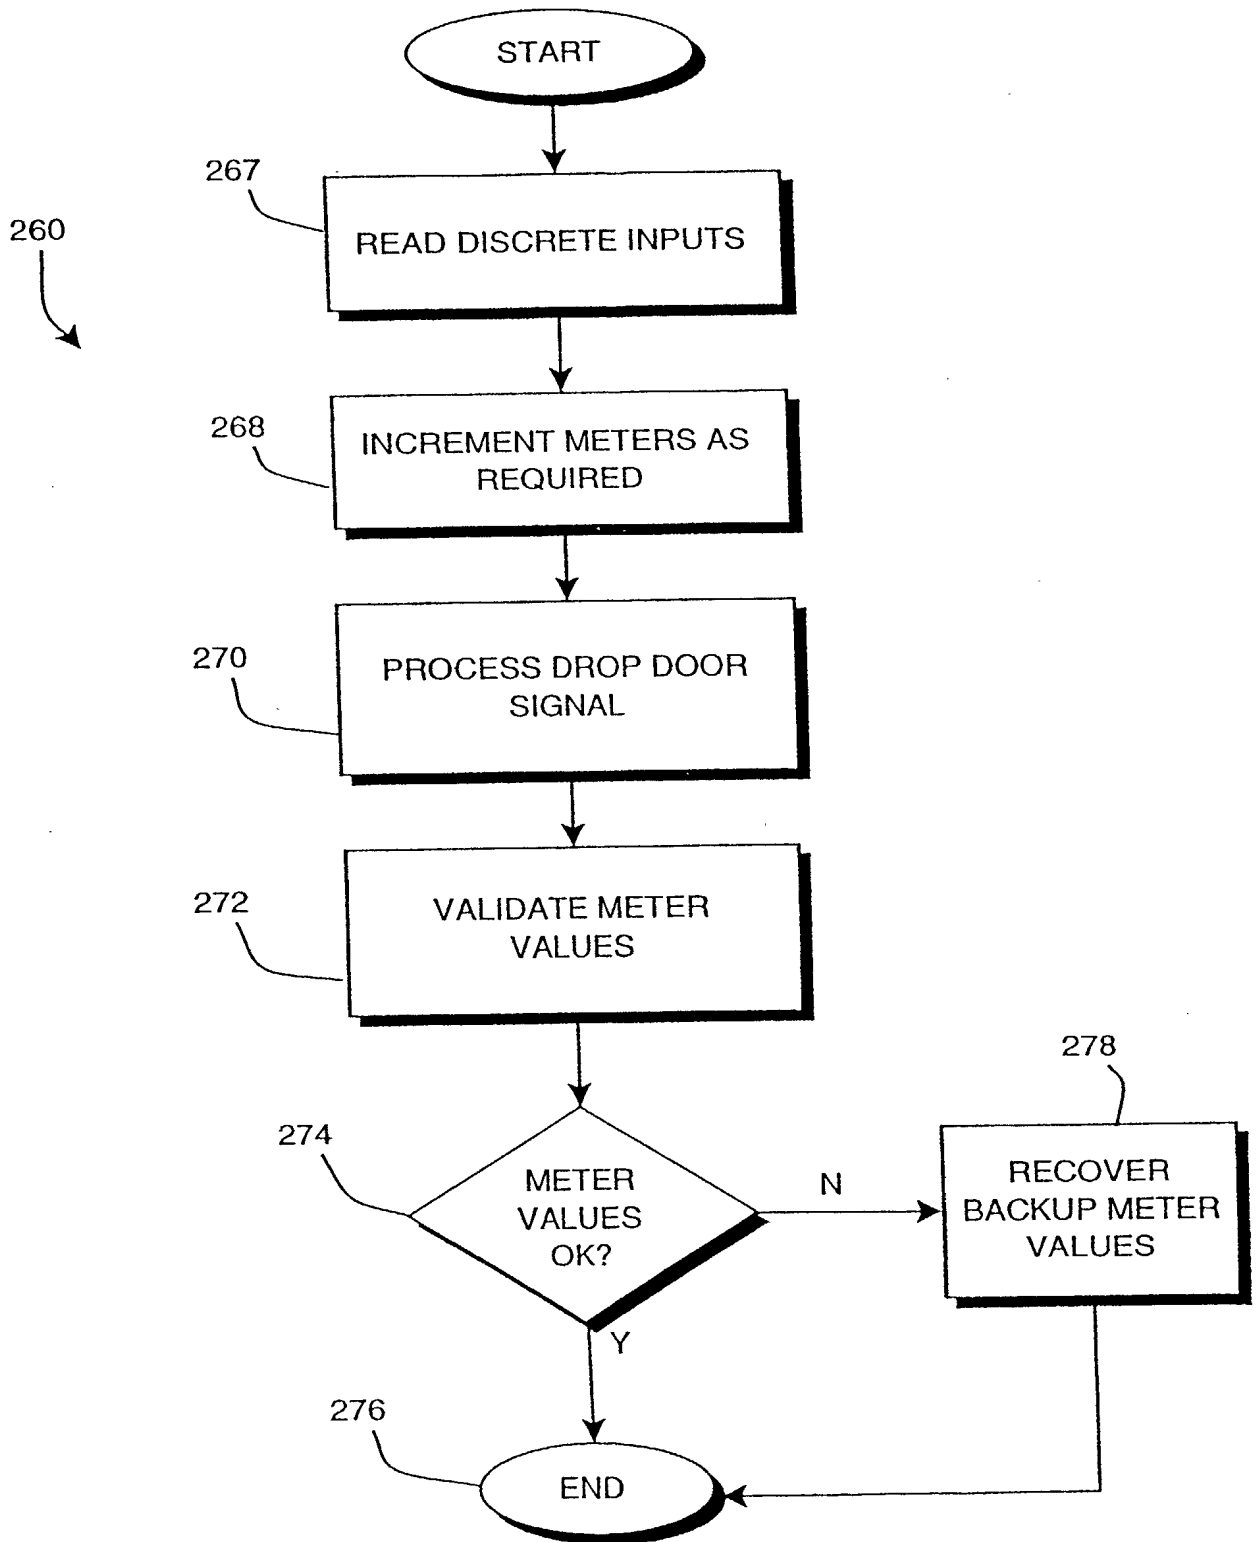 START
267
READ DISCRETE INPUTS
260
268
INCREMENT METERS AS
REQUIRED
270
PROCESS DROP DOOR
SIGNAL
272
VALIDATE METER
VALUES
274
METER
VALUES
OK?
N
278
RECOVER
BACKUP METER
VALUES
Y
276
END